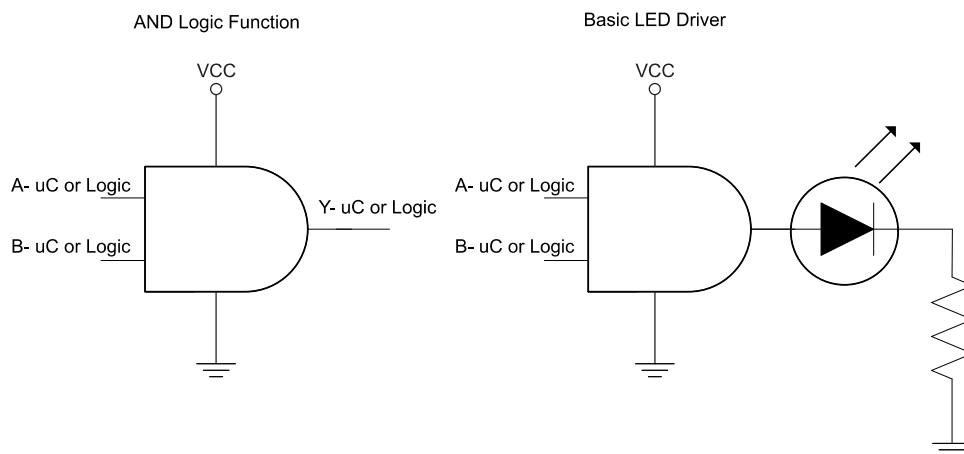 AND Logic Function
VCC
A- uC or Logic
Y- uC or Logic
B- uC or Logic
Basic LED Driver
VCC
A- uC or Logic
B- uC or Logic